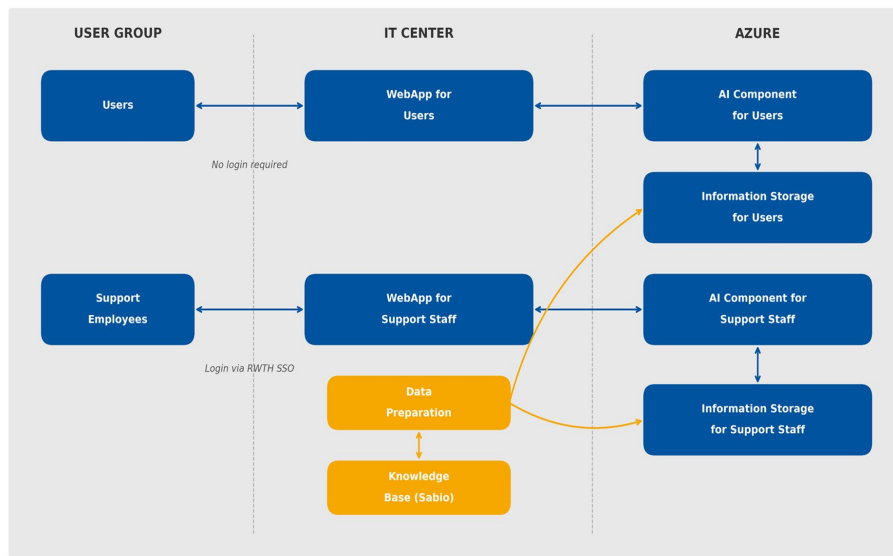 USER GROUP
IT CENTER
AZURE
Users
WebApp for
Users
AI Component
for Users
No login required
Information Storage
for Users
Support
Employees
WebApp for
Support Staff
AI Component for
Support Staff
Login via RWTH SSO
Data
Preparation
Information Storage
for Support Staff
Knowledge
Base (Sabio)